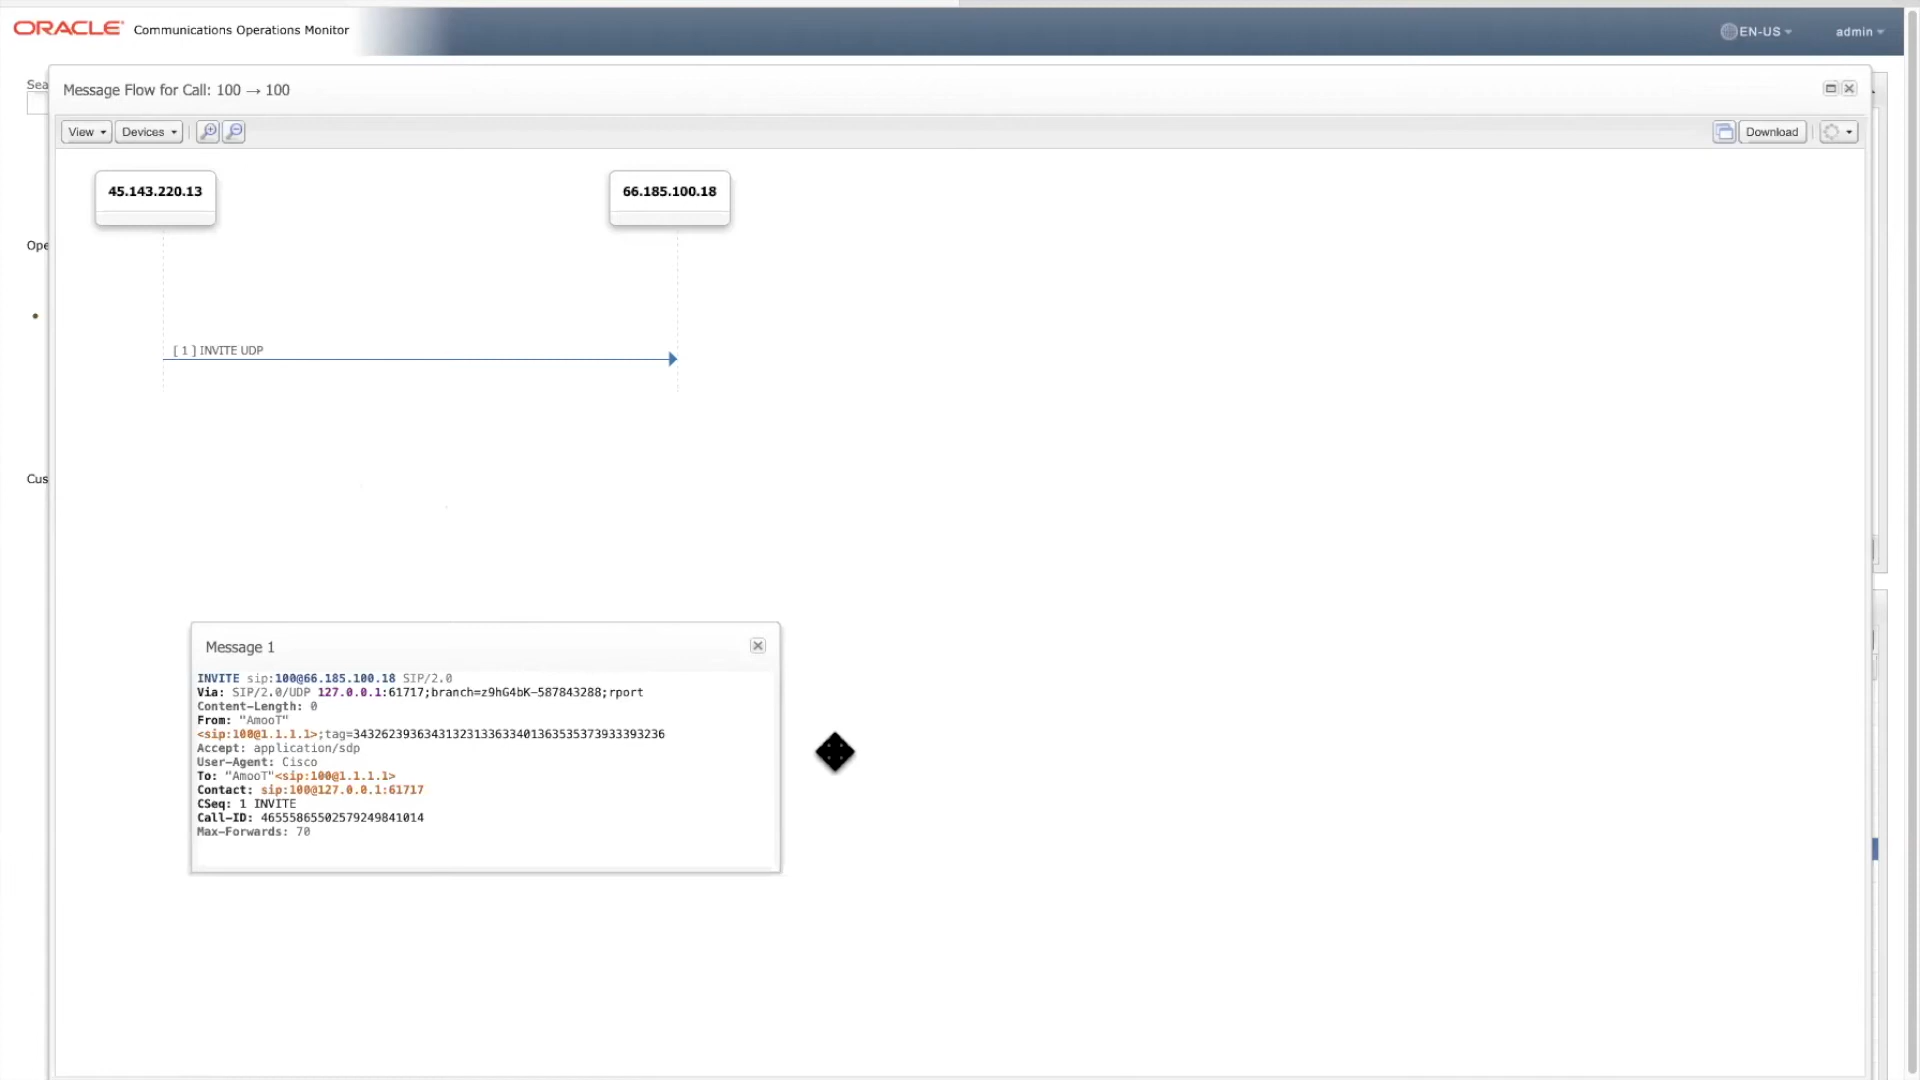 ORACLE® Communications Operations Monitor
EN-US
admin
Sea
Message Flow for Call: 100 → 100
View
Devices
Download
45.143.220.13
66.185.100.18
Ope
[ 1 ] INVITE UDP
Cus
Message 1
INVITE sip:100@66.185.100.18 SIP/2.0
Via: SIP/2.0/UDP 127.0.0.1:61717;branch=z9hG4bK-587843288;rport
Content-Length: 0
From: "AmooT"
<sip:100@1.1.1.1>;tag=34326239363431323133633401363535373933393236
Accept: application/sdp
User-Agent: Cisco
To: "AmooT"<sip:100@1.1.1.1>
Contact: sip:100@127.0.0.1:61717
CSeq: 1 INVITE
Call-ID: 46555865502579249841014
Max-Forwards: 70